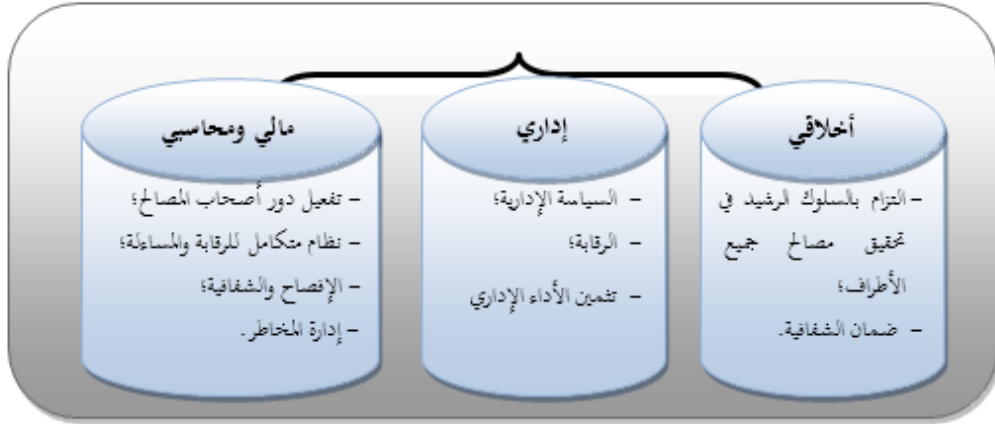 أخلاقي
- التزام بالسلوك الرشيد في
تحقيق مصالح جميع
الأطراف؛
- ضمان الشفافية.
إداري
- السياسة الإدارية؛
- الرقابة؛
- تثمين الأداء الإداري
مالي ومحاسبي
- تفعيل دور أصحاب المصالح؛
- نظام متكامل للرقابة والمساءلة؛
- الإفصاح والشفافية؛
- إدارة المخاطر.